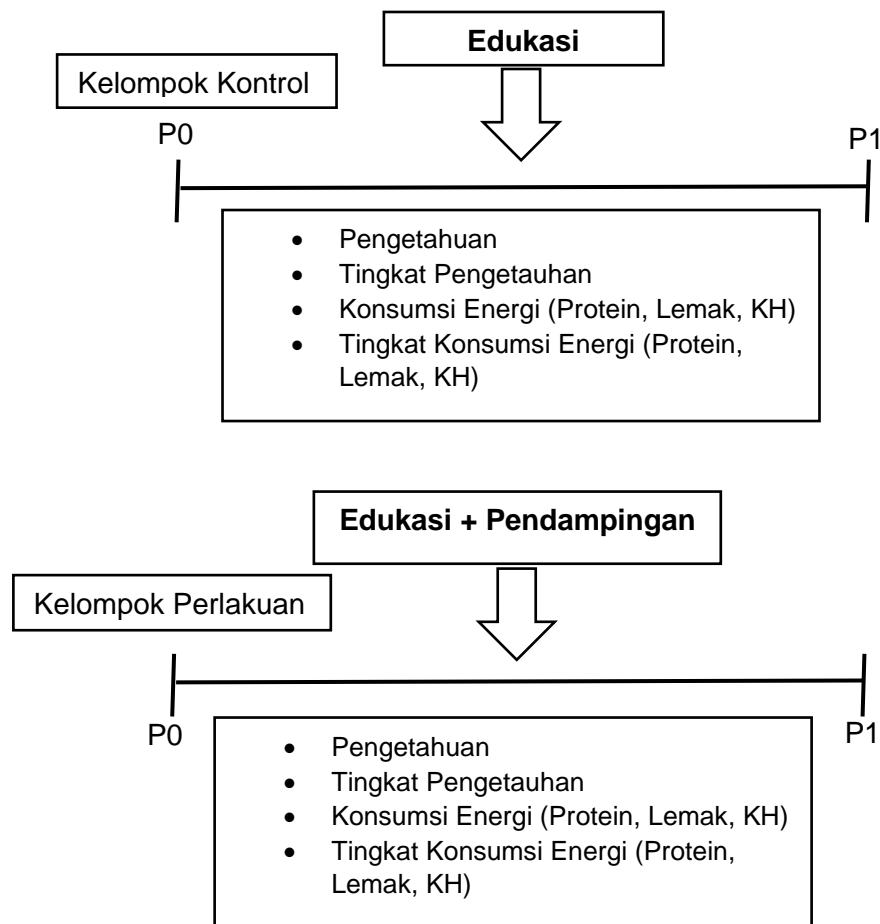 Edukasi
Kelompok Kontrol
P0
P1
• Pengetahuan
• Tingkat Pengetauhan
• Konsumsi Energi (Protein, Lemak, KH)
• Tingkat Konsumsi Energi (Protein,
Lemak, KH)
Edukasi + Pendampingan
Kelompok Perlakuan
P0
P1
• Pengetahuan
• Tingkat Pengetauhan
• Konsumsi Energi (Protein, Lemak, KH)
• Tingkat Konsumsi Energi (Protein,
Lemak, KH)